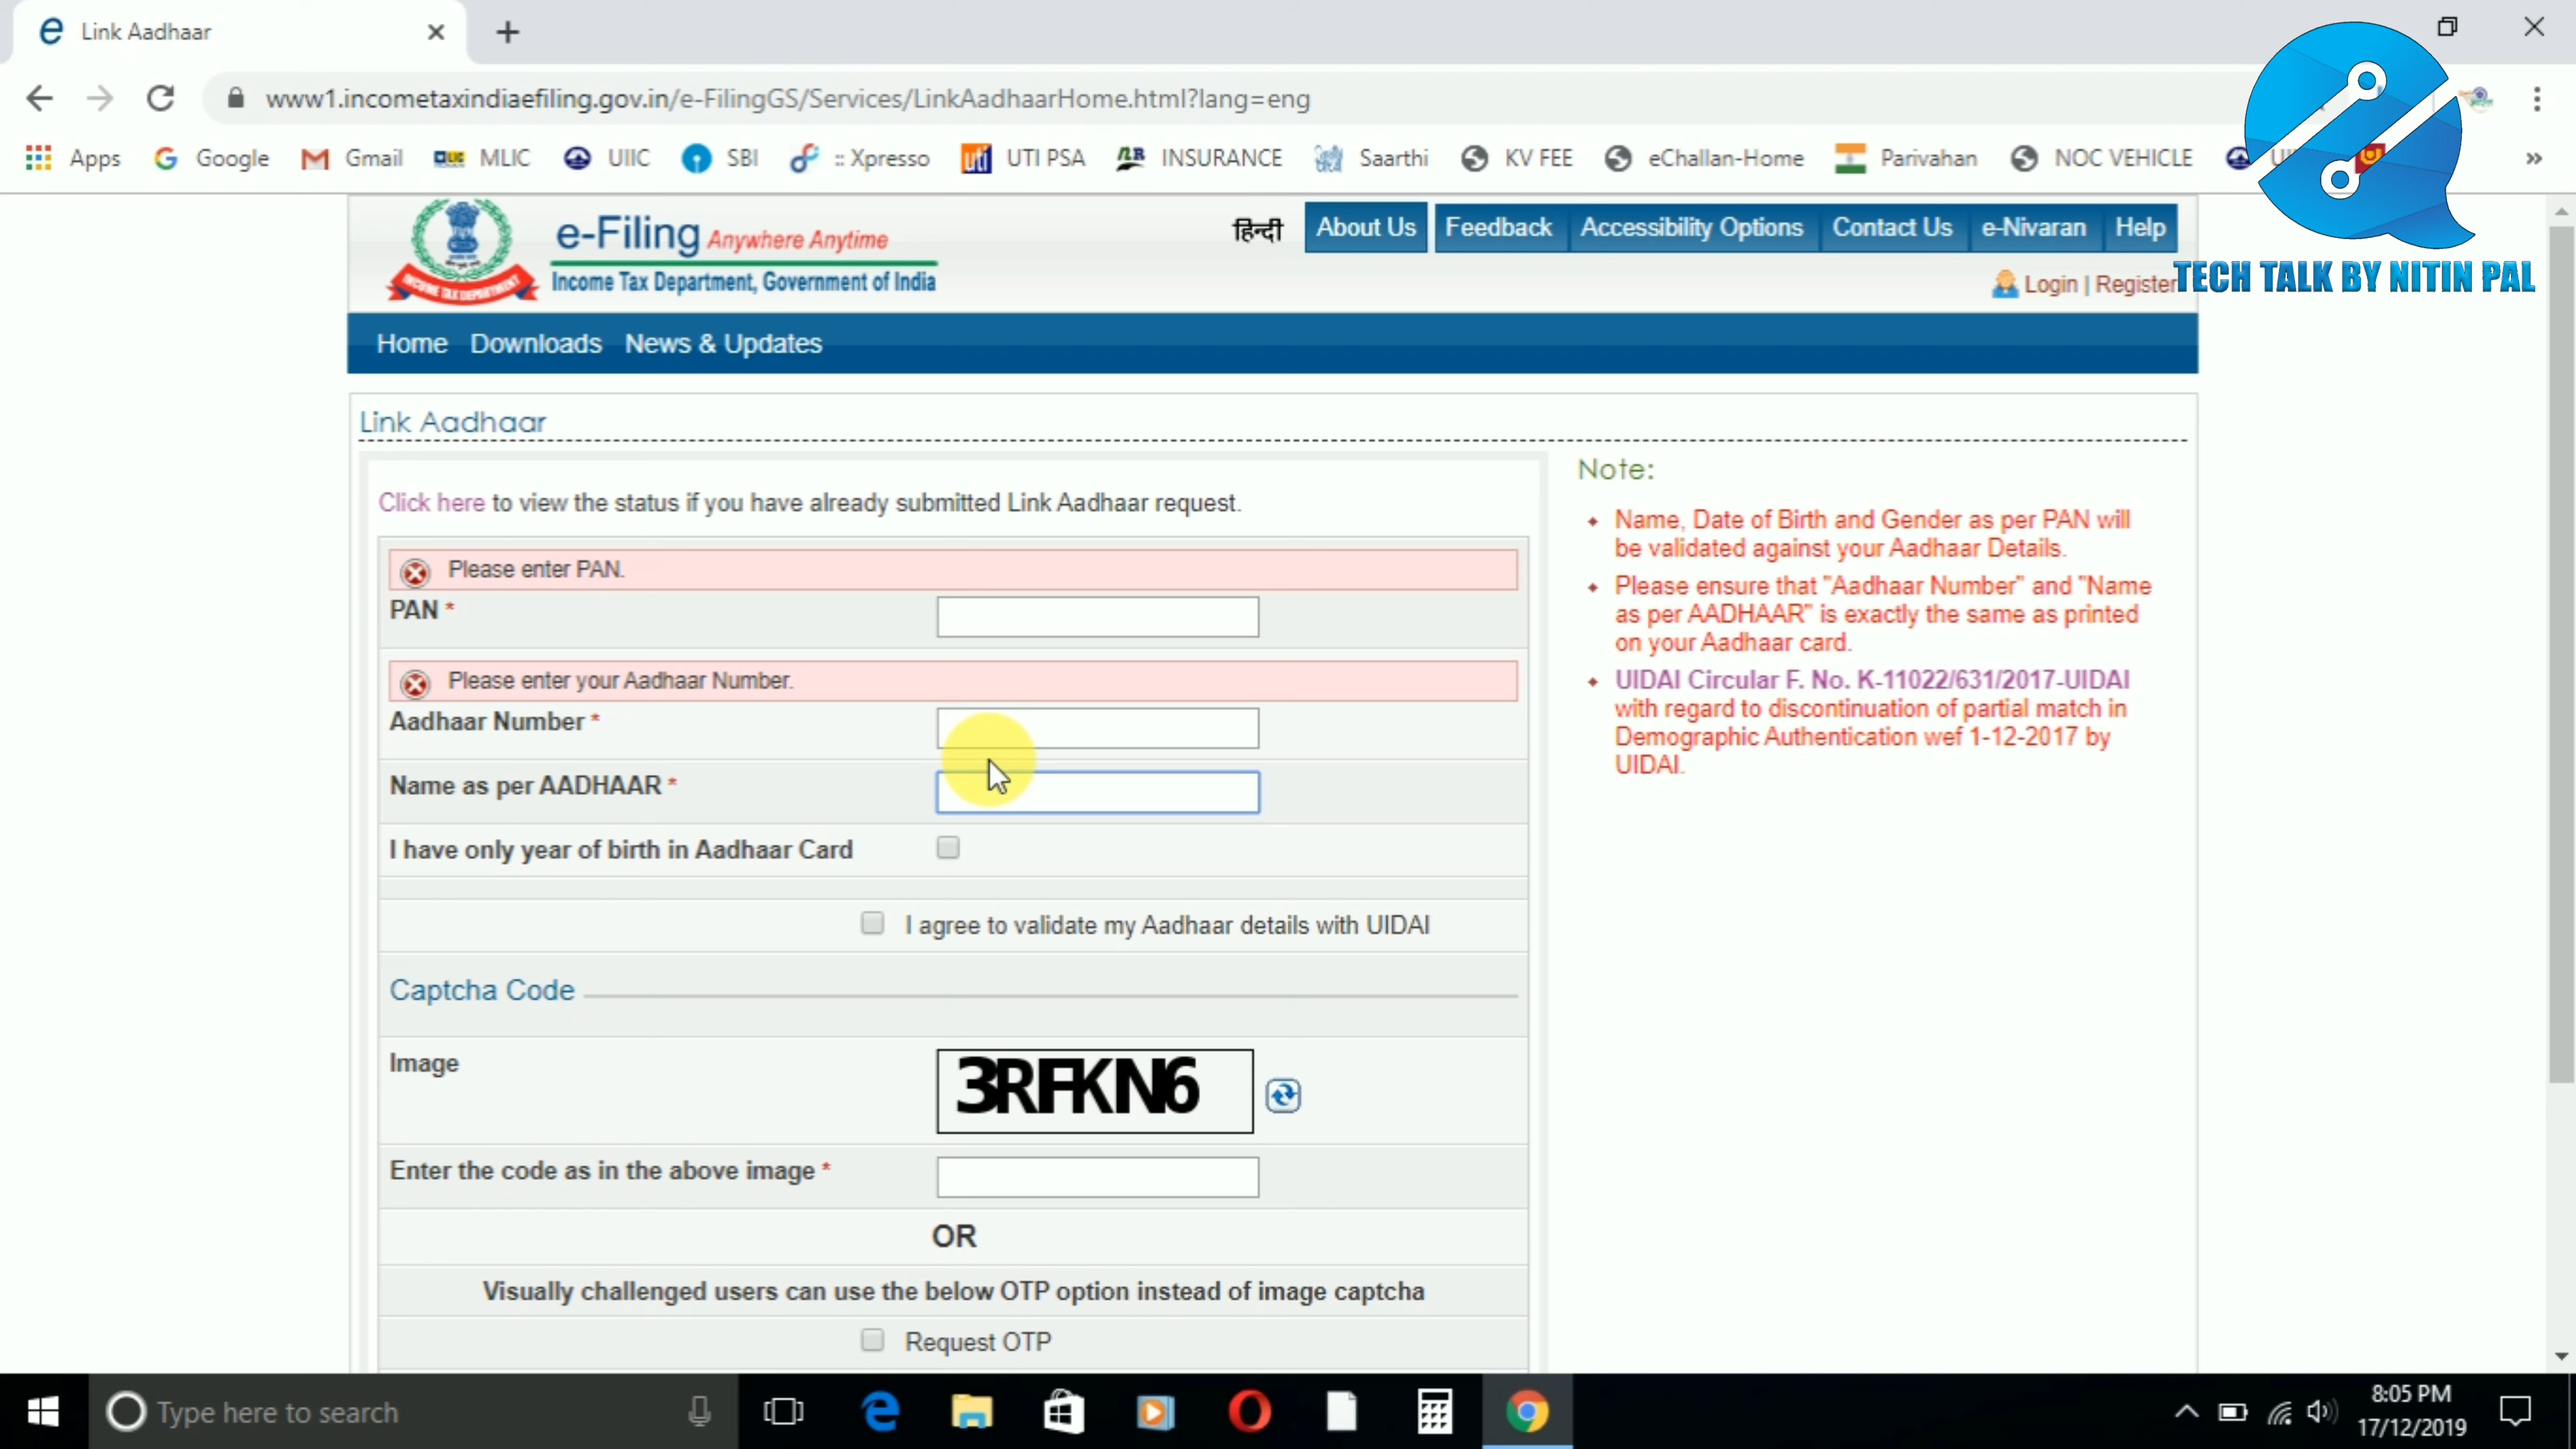 Link Aadhaar
www1.incometaxindiaefiling.gov.in/e-FilingGS/Services/LinkAadhaarHome.html?lang=eng
Apps Google Gmail MLIC UIIC SBI :: Xpresso UTI PSA INSURANCE Saarthi KV FEE eChallan-Home Parivahan NOC VEHICLE »
e-Filing Anywhere Anytime
Income Tax Department, Government of India
INCOME TAX DEPARTMENT
हिन्दी About Us Feedback Accessibility Options Contact Us e-Nivaran Help
Login | Register
TECH TALK BY NITIN PAL
Home Downloads News & Updates
Link Aadhaar
Click here to view the status if you have already submitted Link Aadhaar request.
Please enter PAN.
PAN *
Please enter your Aadhaar Number.
Aadhaar Number *
Name as per AADHAAR *
I have only year of birth in Aadhaar Card
I agree to validate my Aadhaar details with UIDAI
Captcha Code
Image
3RFKN6
Enter the code as in the above image *
OR
Visually challenged users can use the below OTP option instead of image captcha
Request OTP
Note:
Name, Date of Birth and Gender as per PAN will
be validated against your Aadhaar Details.
Please ensure that "Aadhaar Number" and "Name
as per AADHAAR" is exactly the same as printed
on your Aadhaar card.
UIDAI Circular F. No. K-11022/631/2017-UIDAI
with regard to discontinuation of partial match in
Demographic Authentication wef 1-12-2017 by
UIDAI.
Type here to search
8:05 PM
17/12/2019